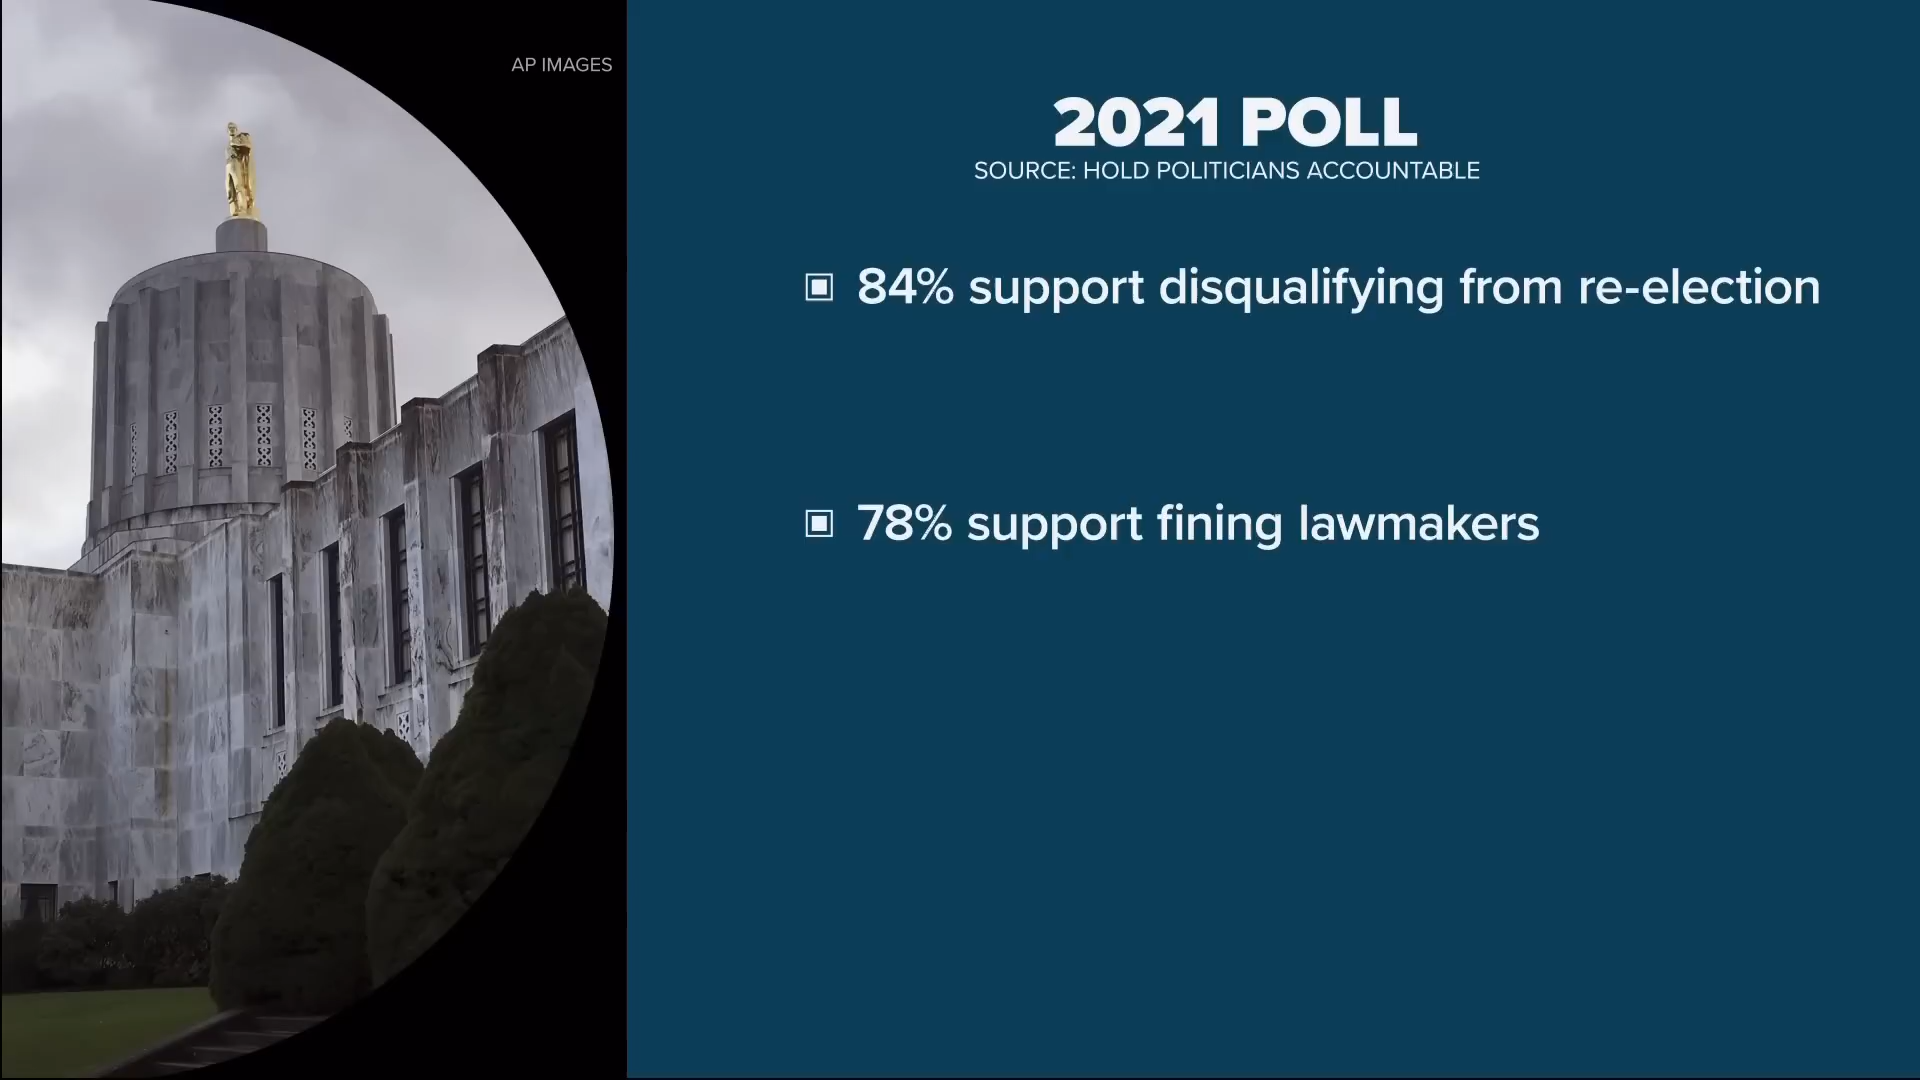 AP IMAGES
2021 POLL
SOURCE: HOLD POLITICIANS ACCOUNTABLE
84% support disqualifying from re-election
78% support fining lawmakers